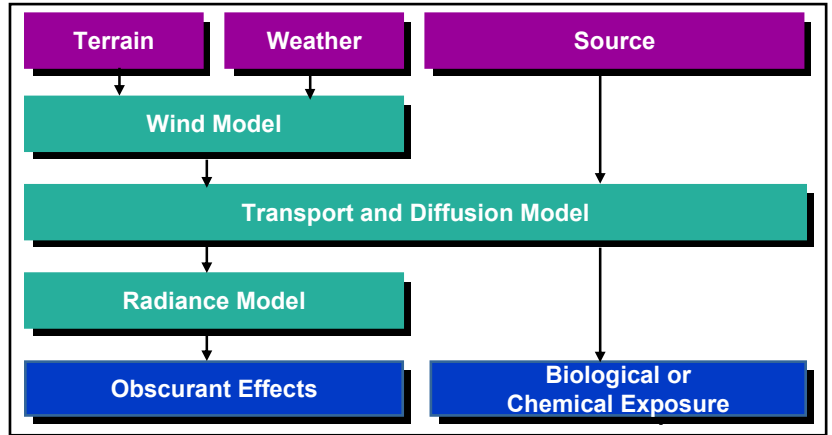 Terrain
Weather
Source
Wind Model
Transport and Diffusion Model
Radiance Model
Obscurant Effects
Biological or
Chemical Exposure